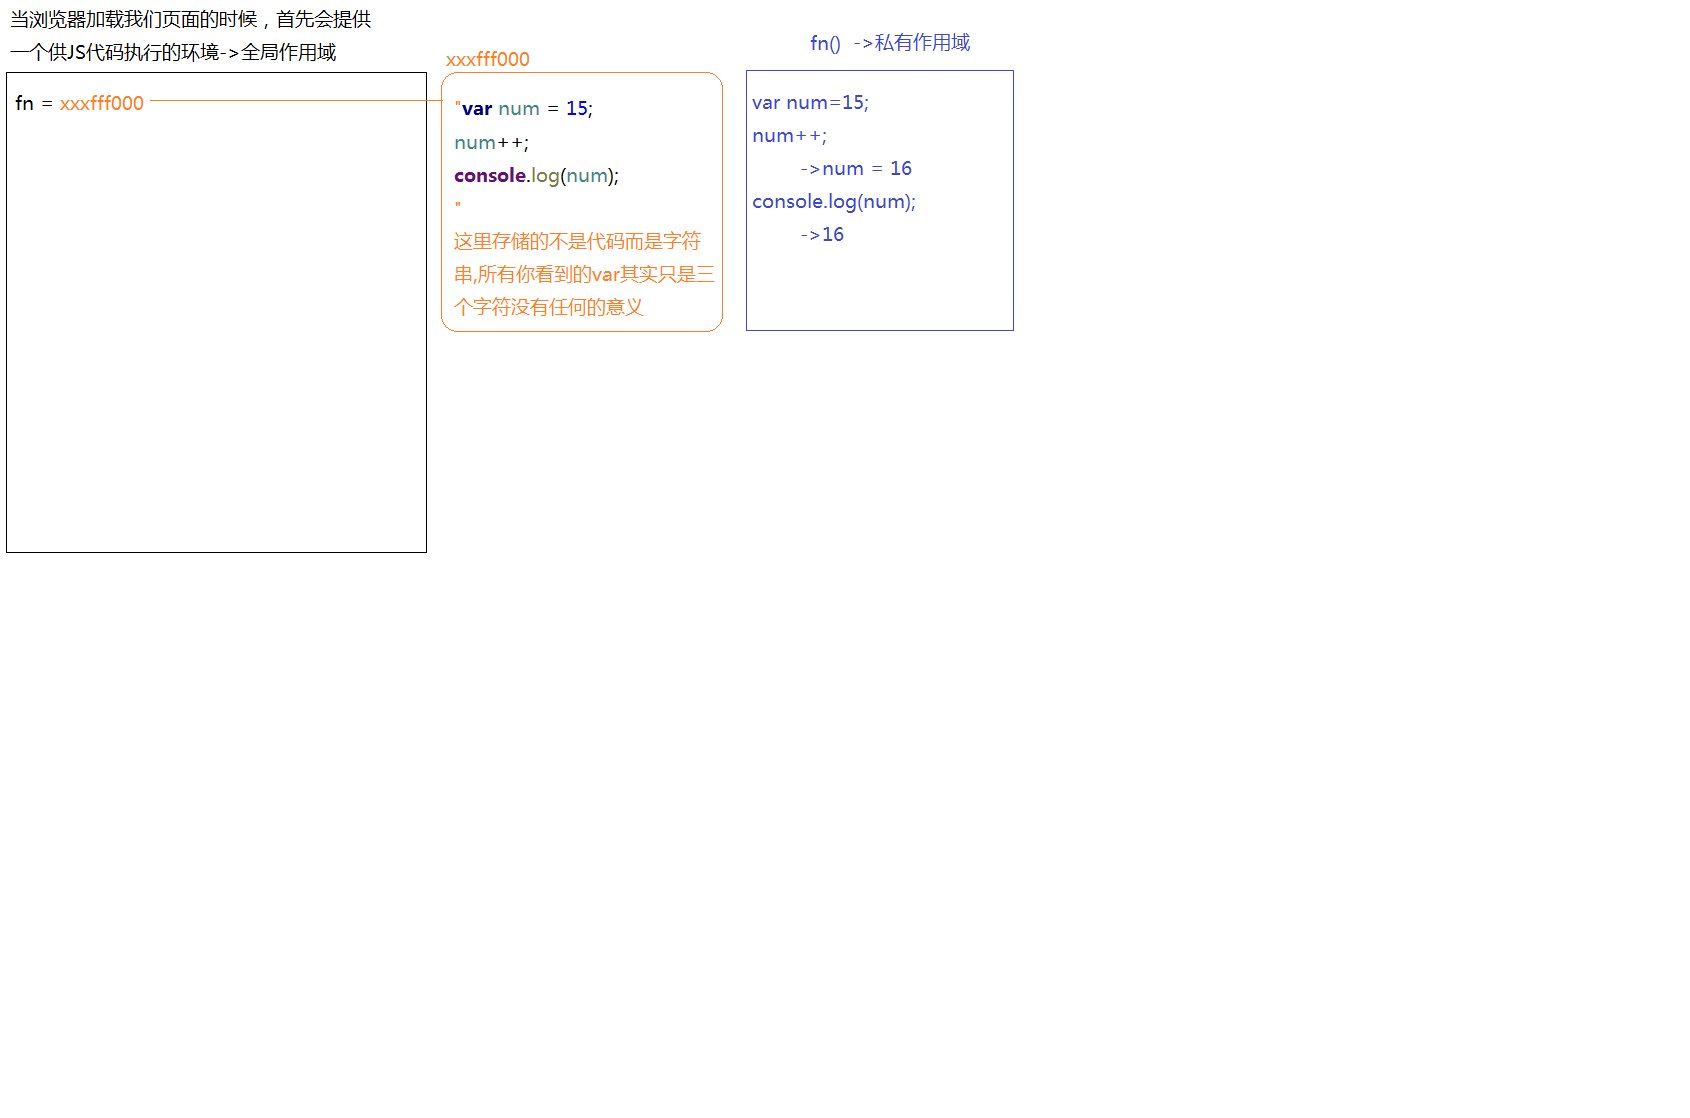 当浏览器加载我们页面的时候，首先会提供
一个供JS代码执行的环境->全局作用域
fn = xxxfff000
xxxfff000
"var num = 15;
num++;
console.log(num);
"
这里存储的不是代码而是字符
串,所有你看到的var其实只是三
个字符没有任何的意义
fn()  ->私有作用域
var num=15;
num++;
->num = 16
console.log(num);
->16